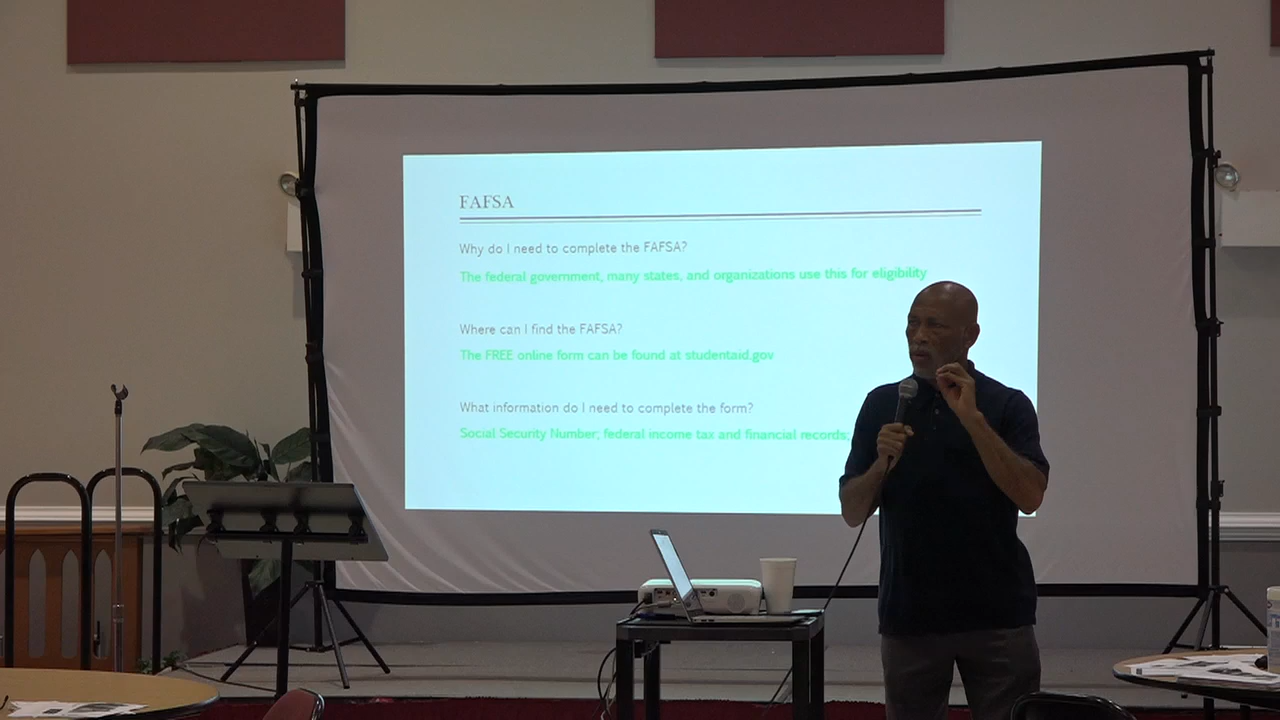 FAFSA
Why do I need to complete the FAFSA?
The federal government, many states, and organizations use this for eligibility
Where can I find the FAFSA?
The FREE online form can be found at studentaid.gov
What information do I need to complete the form?
Social Security Number; federal income tax and financial records;